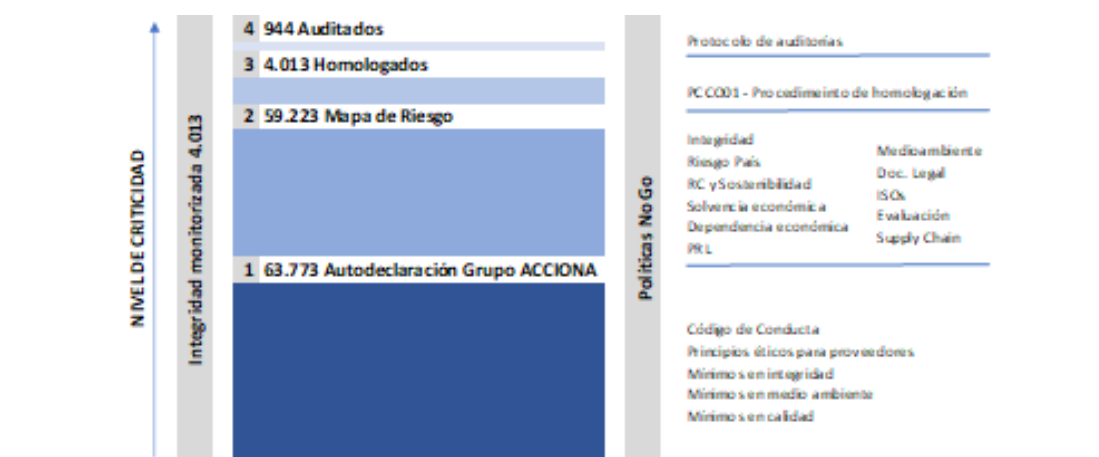 NIVEL DE CRITICIDAD
Integridad monitorizada 4.013
4 944 Auditados
3 4.013 Homologados
2 59.223 Mapa de Riesgo
1 63.773 Autodeclaración Grupo ACCIONA
Políticas No Go
Protocolo de auditorías
PCCO01 - Procedimeinto de homologación
Integridad
Riesgo País
RC y Sostenibilidad
Solvencia económica
Dependencia económica
PRL
Medioambiente
Doc. Legal
ISOs
Evaluación
Supply Chain
Código de Conducta
Principios éticos para proveedores
Mínimos en integridad
Mínimos en medio ambiente
Mínimos en calidad